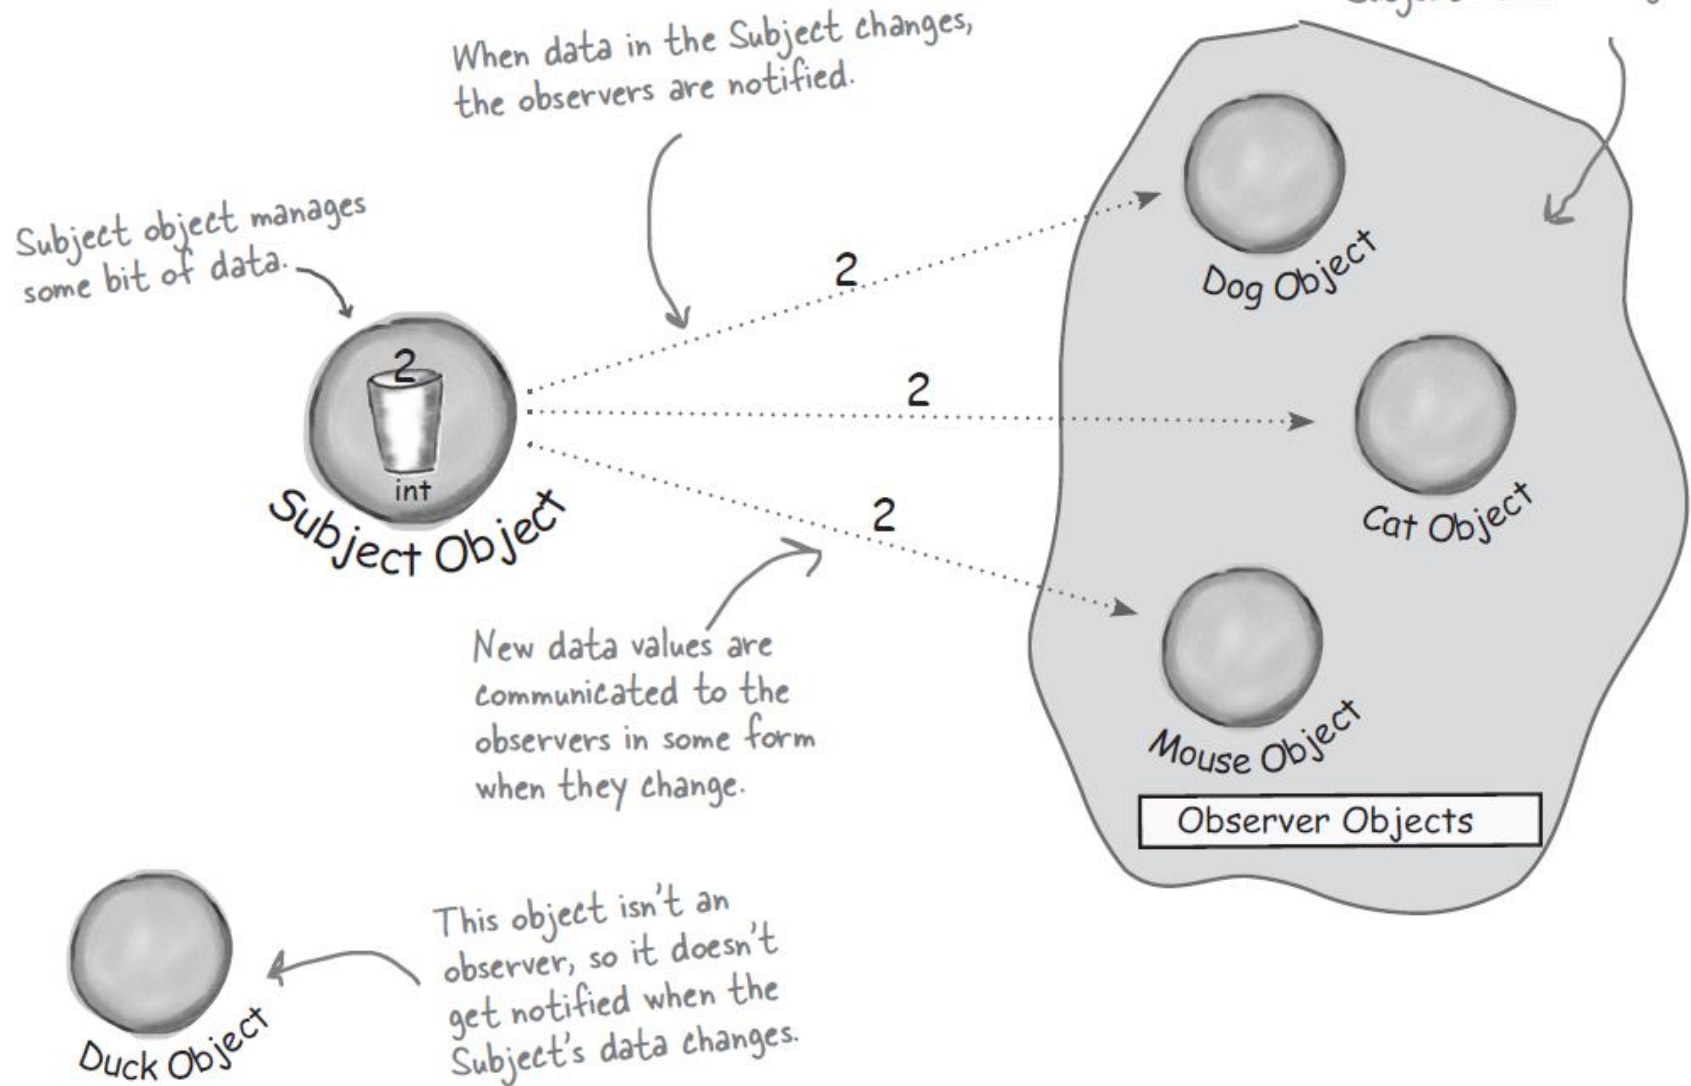 When data in the Subject changes,
the observers are notified.
Subject object manages
some bit of data.
2
int
Subject Object
2
2
2
Dog Object
Cat Object
Mouse Object
Observer Objects
New data values are
communicated to the
observers in some form
when they change.
Duck Object
This object isn't an
observer, so it doesn't
get notified when the
Subject's data changes.